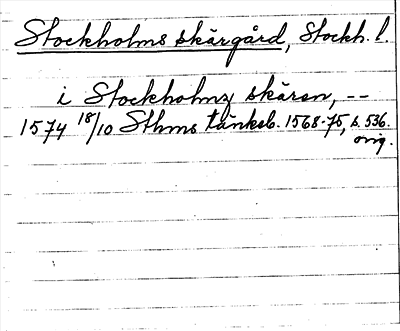 Stockholms skärgård, Stockh. l.
i Stockholmz skären, --
1574 18/10 Sthms tänkeb. 1568-75, s. 536.
orig.